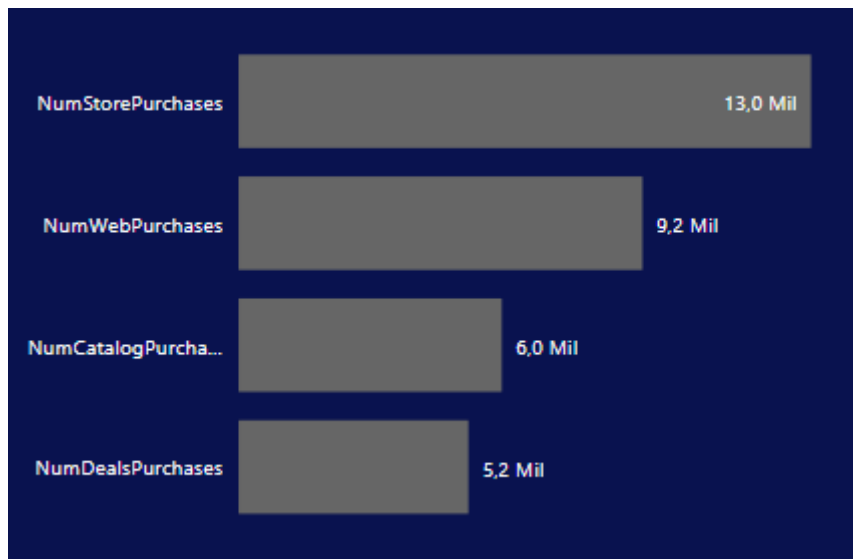 NumStorePurchases 13,0 Mil
NumWebPurchases 9,2 Mil
NumCatalogPurcha... 6,0 Mil
NumDealsPurchases 5,2 Mil